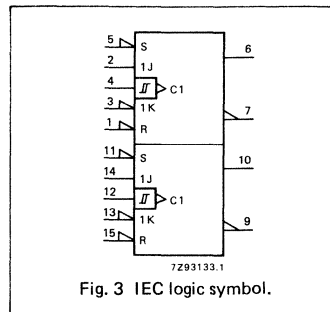 5 S 6
2 1J
4 C1
3 1K 7
1 R
11 S 10
14 1J
12 C1
13 1K 9
15 R
7Z93133.1
Fig. 3 IEC logic symbol.